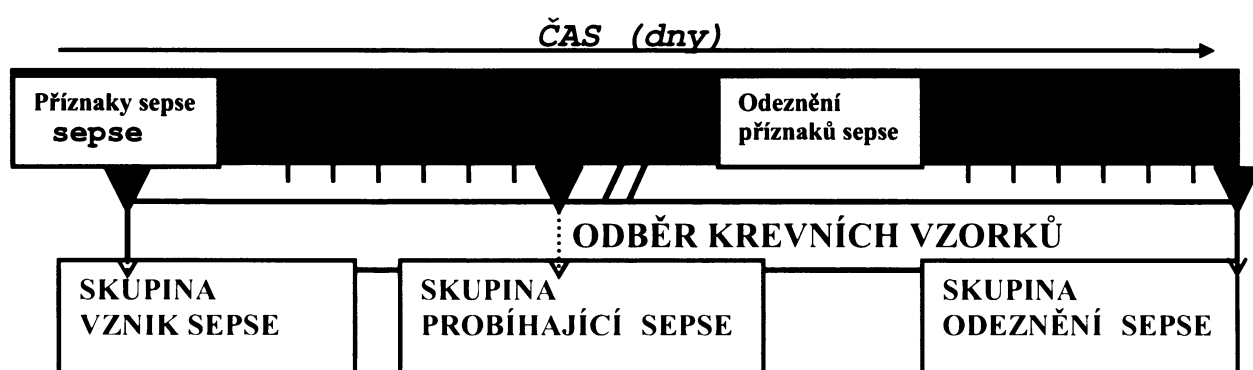 ČAS (dny)
Příznaky sepse
sepse
Odeznění
příznaků sepse
ODBĚR KREVNÍCH VZORKŮ
SKUPINA
VZNIK SEPSE
SKUPINA
PROBÍHAJÍCÍ SEPSE
SKUPINA
ODEZNĚNÍ SEPSE